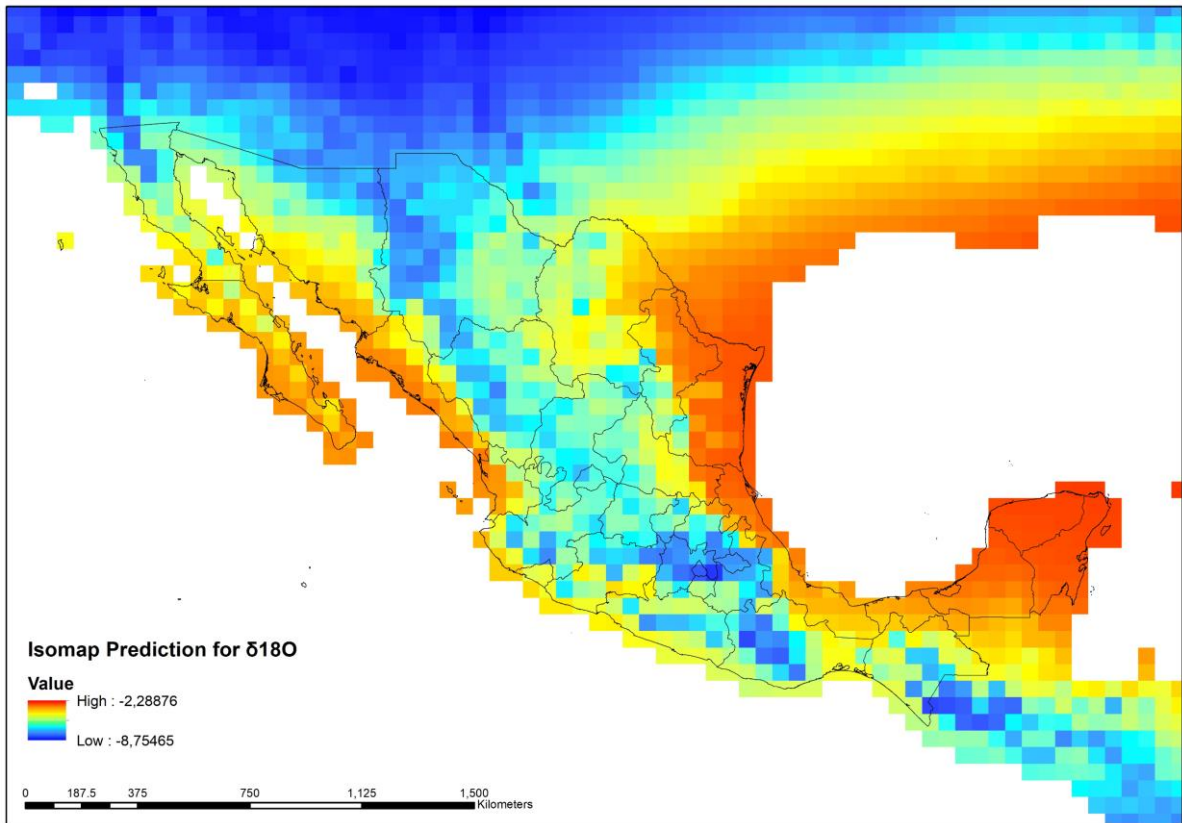 Isomap Prediction for δ18O
Value
High : -2,28876
Low : -8,75465
0 187.5 375 750 1,125 1,500
Kilometers